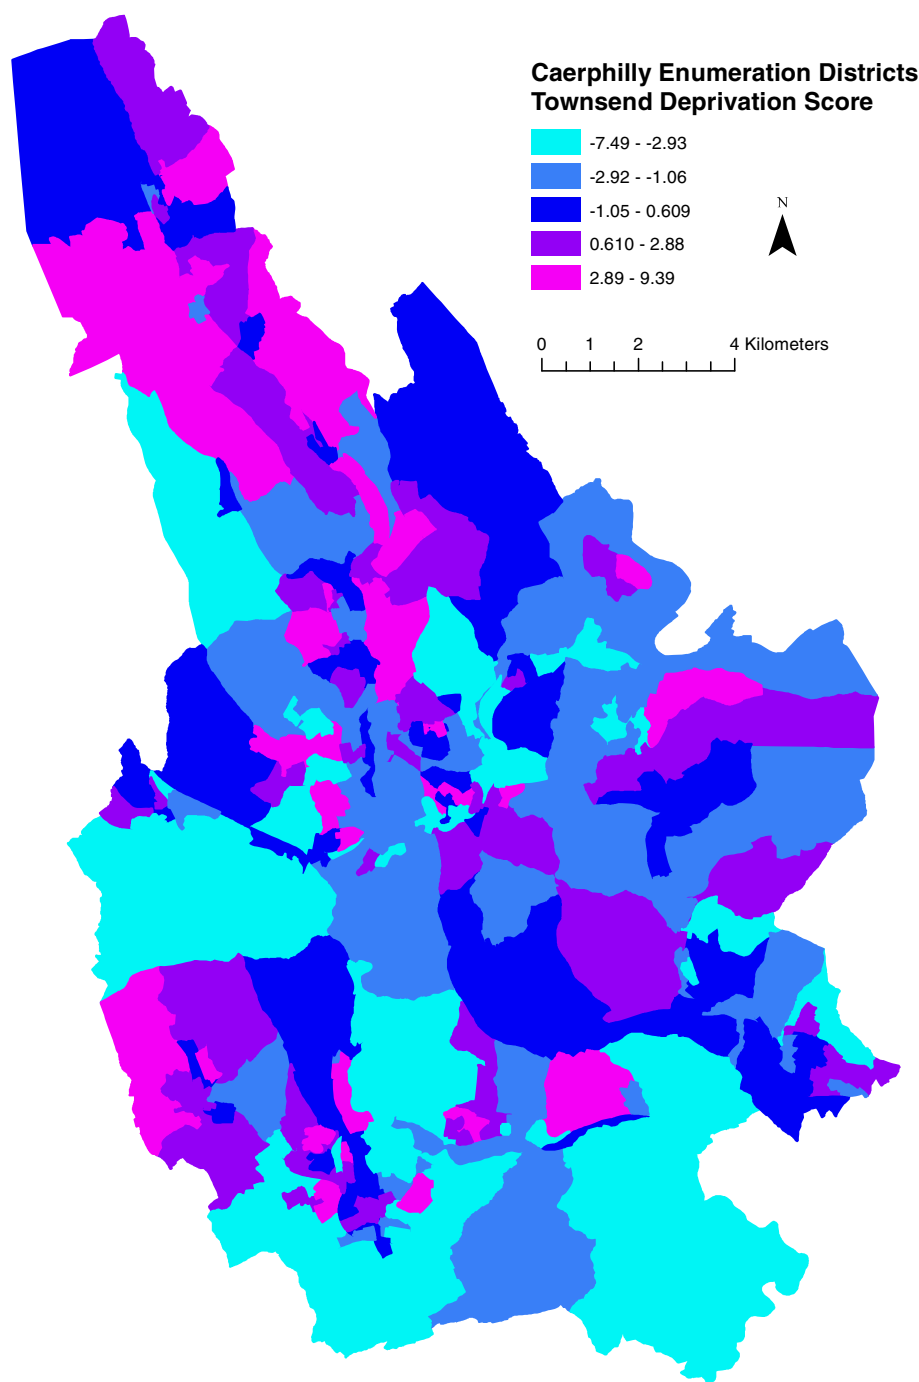 Caerphilly Enumeration Districts
Townsend Deprivation Score
-7.49 - -2.93
-2.92 - -1.06
-1.05 - 0.609
0.610 - 2.88
2.89 - 9.39
N
0 1 2 4 Kilometers